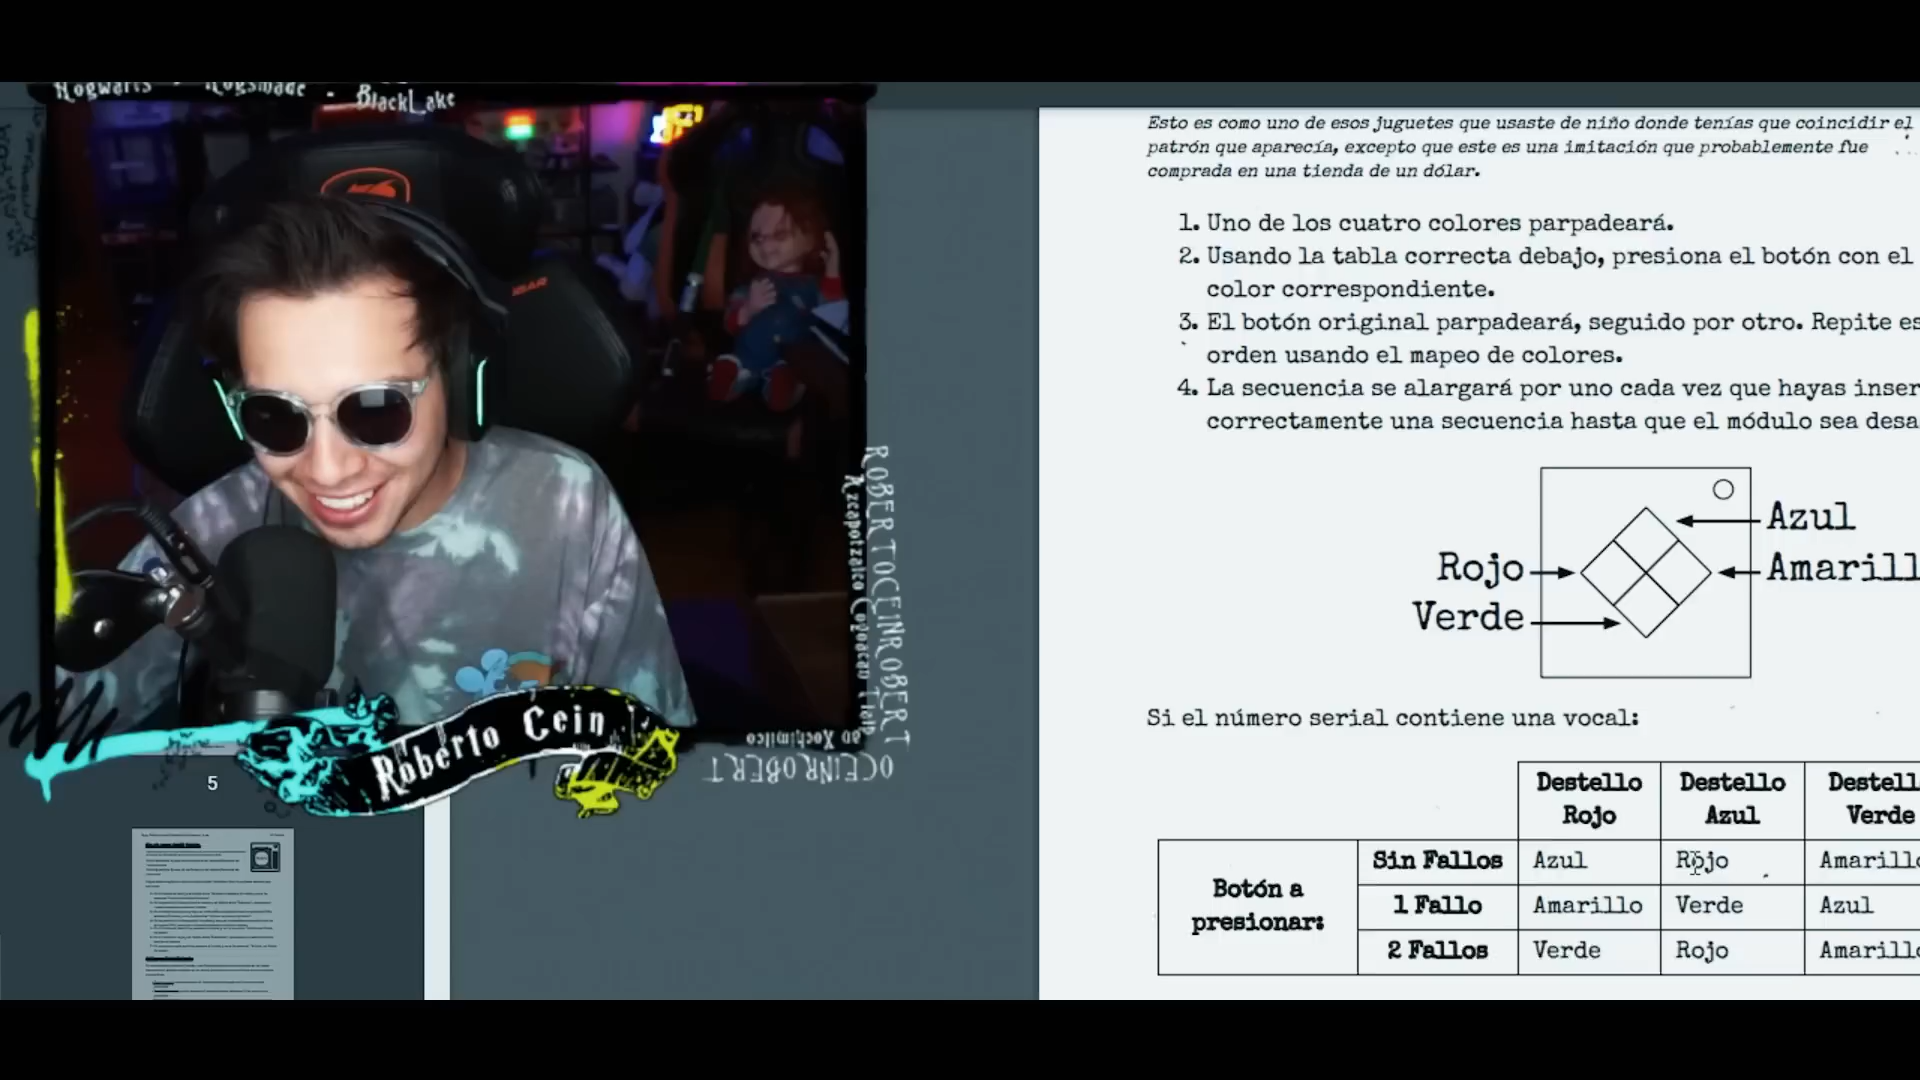 Hogwarts - Hogsmade - BlackLake
Esto es como uno de esos juguetes que usaste de niño donde tenías que coincidir el
patrón que aparecía, excepto que este es una imitación que probablemente fue
comprada en una tienda de un dólar.
1. Uno de los cuatro colores parpadeará.
2. Usando la tabla correcta debajo, presiona el botón con el
color correspondiente.
3. El botón original parpadeará, seguido por otro. Repite es
orden usando el mapeo de colores.
4. La secuencia se alargará por uno cada vez que hayas inser
correctamente una secuencia hasta que el módulo sea desa
Azul
Rojo
Amarill
Verde
Si el número serial contiene una vocal:
Destello Destello Destell
Rojo Azul Verde
Botón a
presionar:
Sin Fallos Azul Rojo Amarillo
1 Fallo Amarillo Verde Azul
2 Fallos Verde Rojo Amarillo
Roberto Cein
ROBERTOCEINROBERT
Azcapotzalco Coyoacan Tlalp
an Xochimilco
OCEINROBERT
5